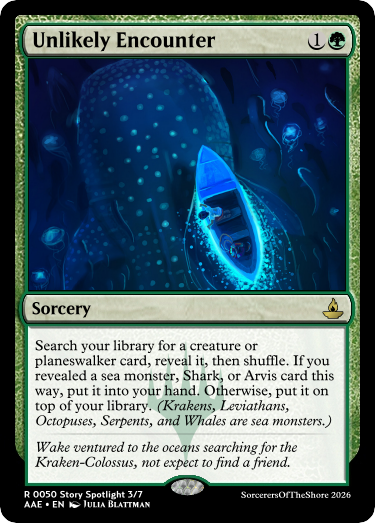 Unlikely Encounter 1
Sorcery
Search your library for a creature or
planeswalker card, reveal it, then shuffle. If you
revealed a sea monster, Shark, or Arvis card this
way, put it into your hand. Otherwise, put it on
top of your library. (Krakens, Leviathans,
Octopuses, Serpents, and Whales are sea monsters.)
Wake ventured to the oceans searching for the
Kraken-Colossus, not expect to find a friend.
R 0050 Story Spotlight 3/7
SorcerersOfTheShore 2026
AAE • EN Julia Blattman